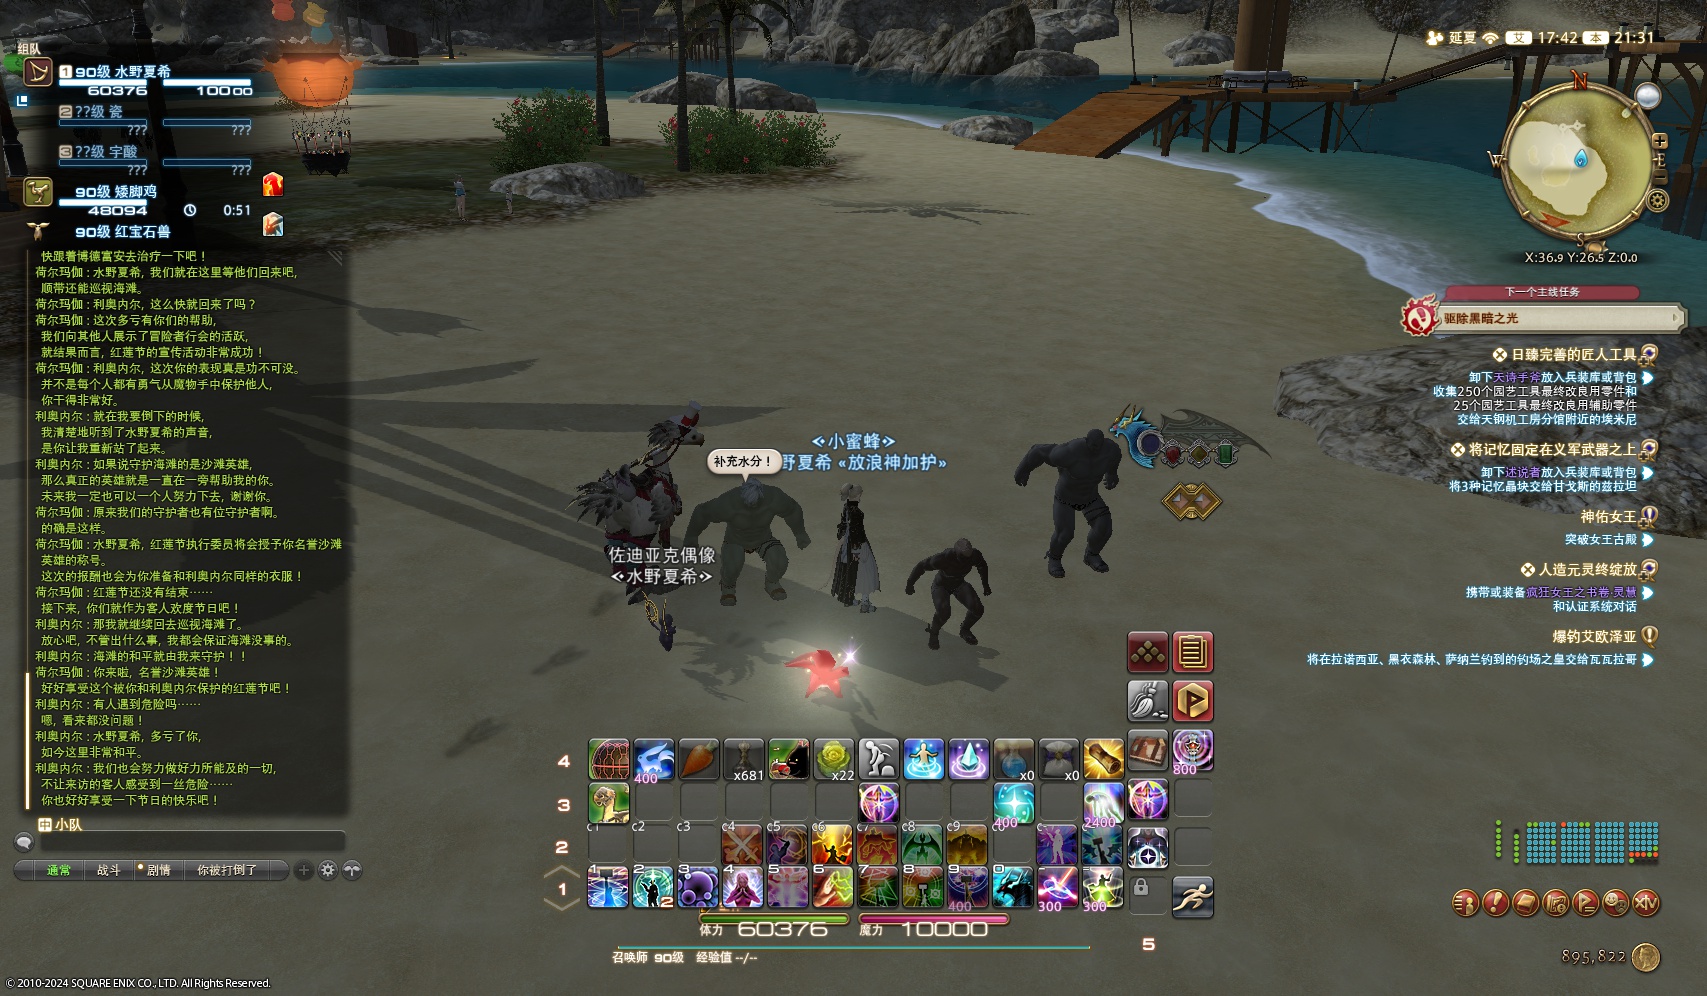 组队
1 90级 水野夏希
60376 10000
2 ??级 瓷
??? ???
3 ??级 宇酸
??? ???
90级 矮脚鸡
48094 0:51
90级 红宝石兽
快跟着博德富安去治疗一下吧！
荷尔玛伽：水野夏希，我们就在这里等他们回来吧，
顺带还能巡视海滩。
荷尔玛伽：利奥内尔，这么快就回来了吗？
荷尔玛伽：这次多亏有你们的帮助，
我们向其他人展示了冒险者行会的活跃，
就结果而言，红莲节的宣传活动非常成功！
荷尔玛伽：利奥内尔，这次你的表现真是功不可没。
并不是每个人都有勇气从魔物手中保护他人，
你干得非常好。
利奥内尔：就在我要倒下的时候，
我清楚地听到了水野夏希的声音，
是你让我重新站了起来。
利奥内尔：如果说守护海滩的是沙滩英雄，
那么真正的英雄就是一直在一旁帮助我的你。
未来我一定也可以一个人努力下去，谢谢你。
荷尔玛伽：原来我们的守护者也有位守护者啊。
的确是这样。
荷尔玛伽：水野夏希，红莲节执行委员将会授予你名誉沙滩
英雄的称号。
这次的报酬也会为你准备和利奥内尔同样的衣服！
荷尔玛伽：红莲节还没有结束……
接下来，你们就作为客人欢度节日吧！
利奥内尔：那我就继续回去巡视海滩了。
放心吧，不管出什么事，我都会保证海滩没事的。
利奥内尔：海滩的和平就由我来守护！！
荷尔玛伽：你来啦，名誉沙滩英雄！
好好享受这个被你和利奥内尔保护的红莲节吧！
利奥内尔：有人遇到危险吗……
嗯，看来都没问题！
利奥内尔：水野夏希，多亏了你，
如今这里非常和平。
利奥内尔：我们也会努力做好力所能及的一切，
不让来访的客人感受到一丝危险……
你也好好享受一下节日的快乐吧！
中 小队
通常 战斗 剧情 你被打倒了
补充水分！
小蜜蜂
野夏希 «放浪神加护»
佐迪亚克偶像
水野夏希
延夏 艾 17:42 本 21:31
N
W E
S
X:36.9 Y:26.5 Z:0.0
下一个主线任务
驱除黑暗之光
日臻完善的匠人工具
卸下天诗手斧放入兵装库或背包
收集250个园艺工具最终改良用零件和
25个园艺工具最终改良用辅助零件
交给天钢机工房分馆附近的埃米尼
将记忆固定在义军武器之上
卸下述说者放入兵装库或背包
将3种记忆晶块交给甘戈斯的兹拉坦
神佑女王
突破女王古殿
人造元灵终绽放
携带或装备疯狂女王之书卷·灵慧
和认证系统对话
爆钓艾欧泽亚
将在拉诺西亚、黑衣森林、萨纳兰钓到的钓场之皇交给瓦瓦拉哥
4 400 x681 x22 x0 x0 800
3 400 2400
2 c1 c2 c3 c4 c5 c6 c7 c8 c9 c0
1 1 2 3 4 5 6 7 8 9 0
2 400 300 300
体力 60376 魔力 10000
5
召唤师 90级 经验值 --/--
895,822
© 2010-2024 SQUARE ENIX CO., LTD. All Rights Reserved.